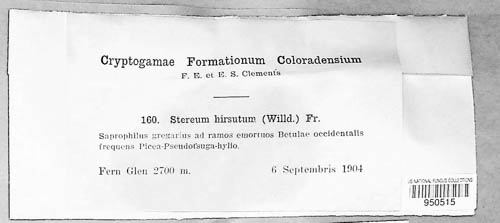 Cryptogamae Formationum Coloradensium
F. E. et E. S. Clements
160. Stereum hirsutum (Willd.) Fr.
Saprophilus gregarius ad ramos emortuos Betulae occidentalis
frequens Picea-Pseudotsuga-hylio.
Fern Glen 2700 m. 6 Septembris 1904
US NATIONAL FUNGUS COLLECTIONS
950515